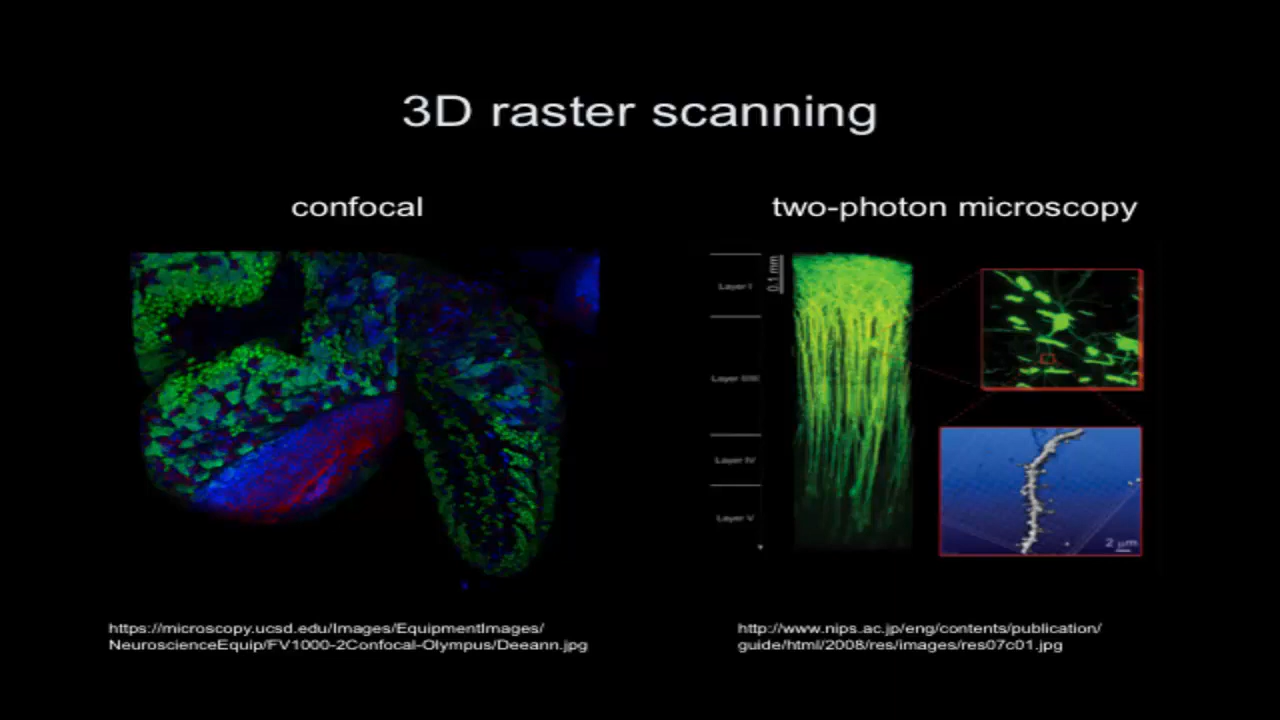 3D raster scanning
confocal
two-photon microscopy
0.1 mm
Layer I
Layer II/III
Layer IV
Layer V
2 μm
https://microscopy.ucsd.edu/Images/EquipmentImages/
NeuroscienceEquip/FV1000-2Confocal-Olympus/Deeann.jpg
http://www.nips.ac.jp/eng/contents/publication/
guide/html/2008/res/images/res07c01.jpg